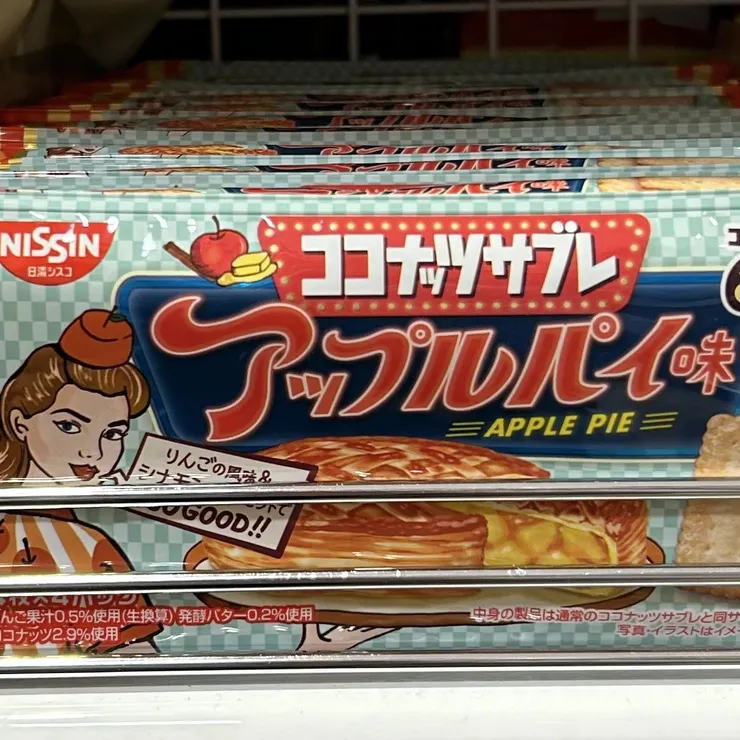 NISSIN
日清シスコ
ココナッツサブレ
アップルパイ味
APPLE PIE
りんごの風味&
シナモン
GOOD!!
んご果汁0.5%使用(生換算) 発酵バター0.2%使用
ココナッツ2.9%使用
中身の製品は通常のココナッツサブレと同サ
写真・イラストはイメー